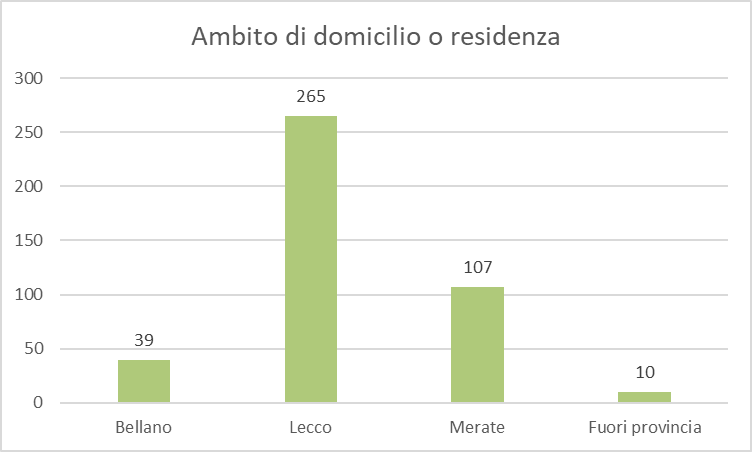 Ambito di domicilio o residenza
300
250
200
150
100
50
0
39
265
107
10
Bellano
Lecco
Merate
Fuori provincia